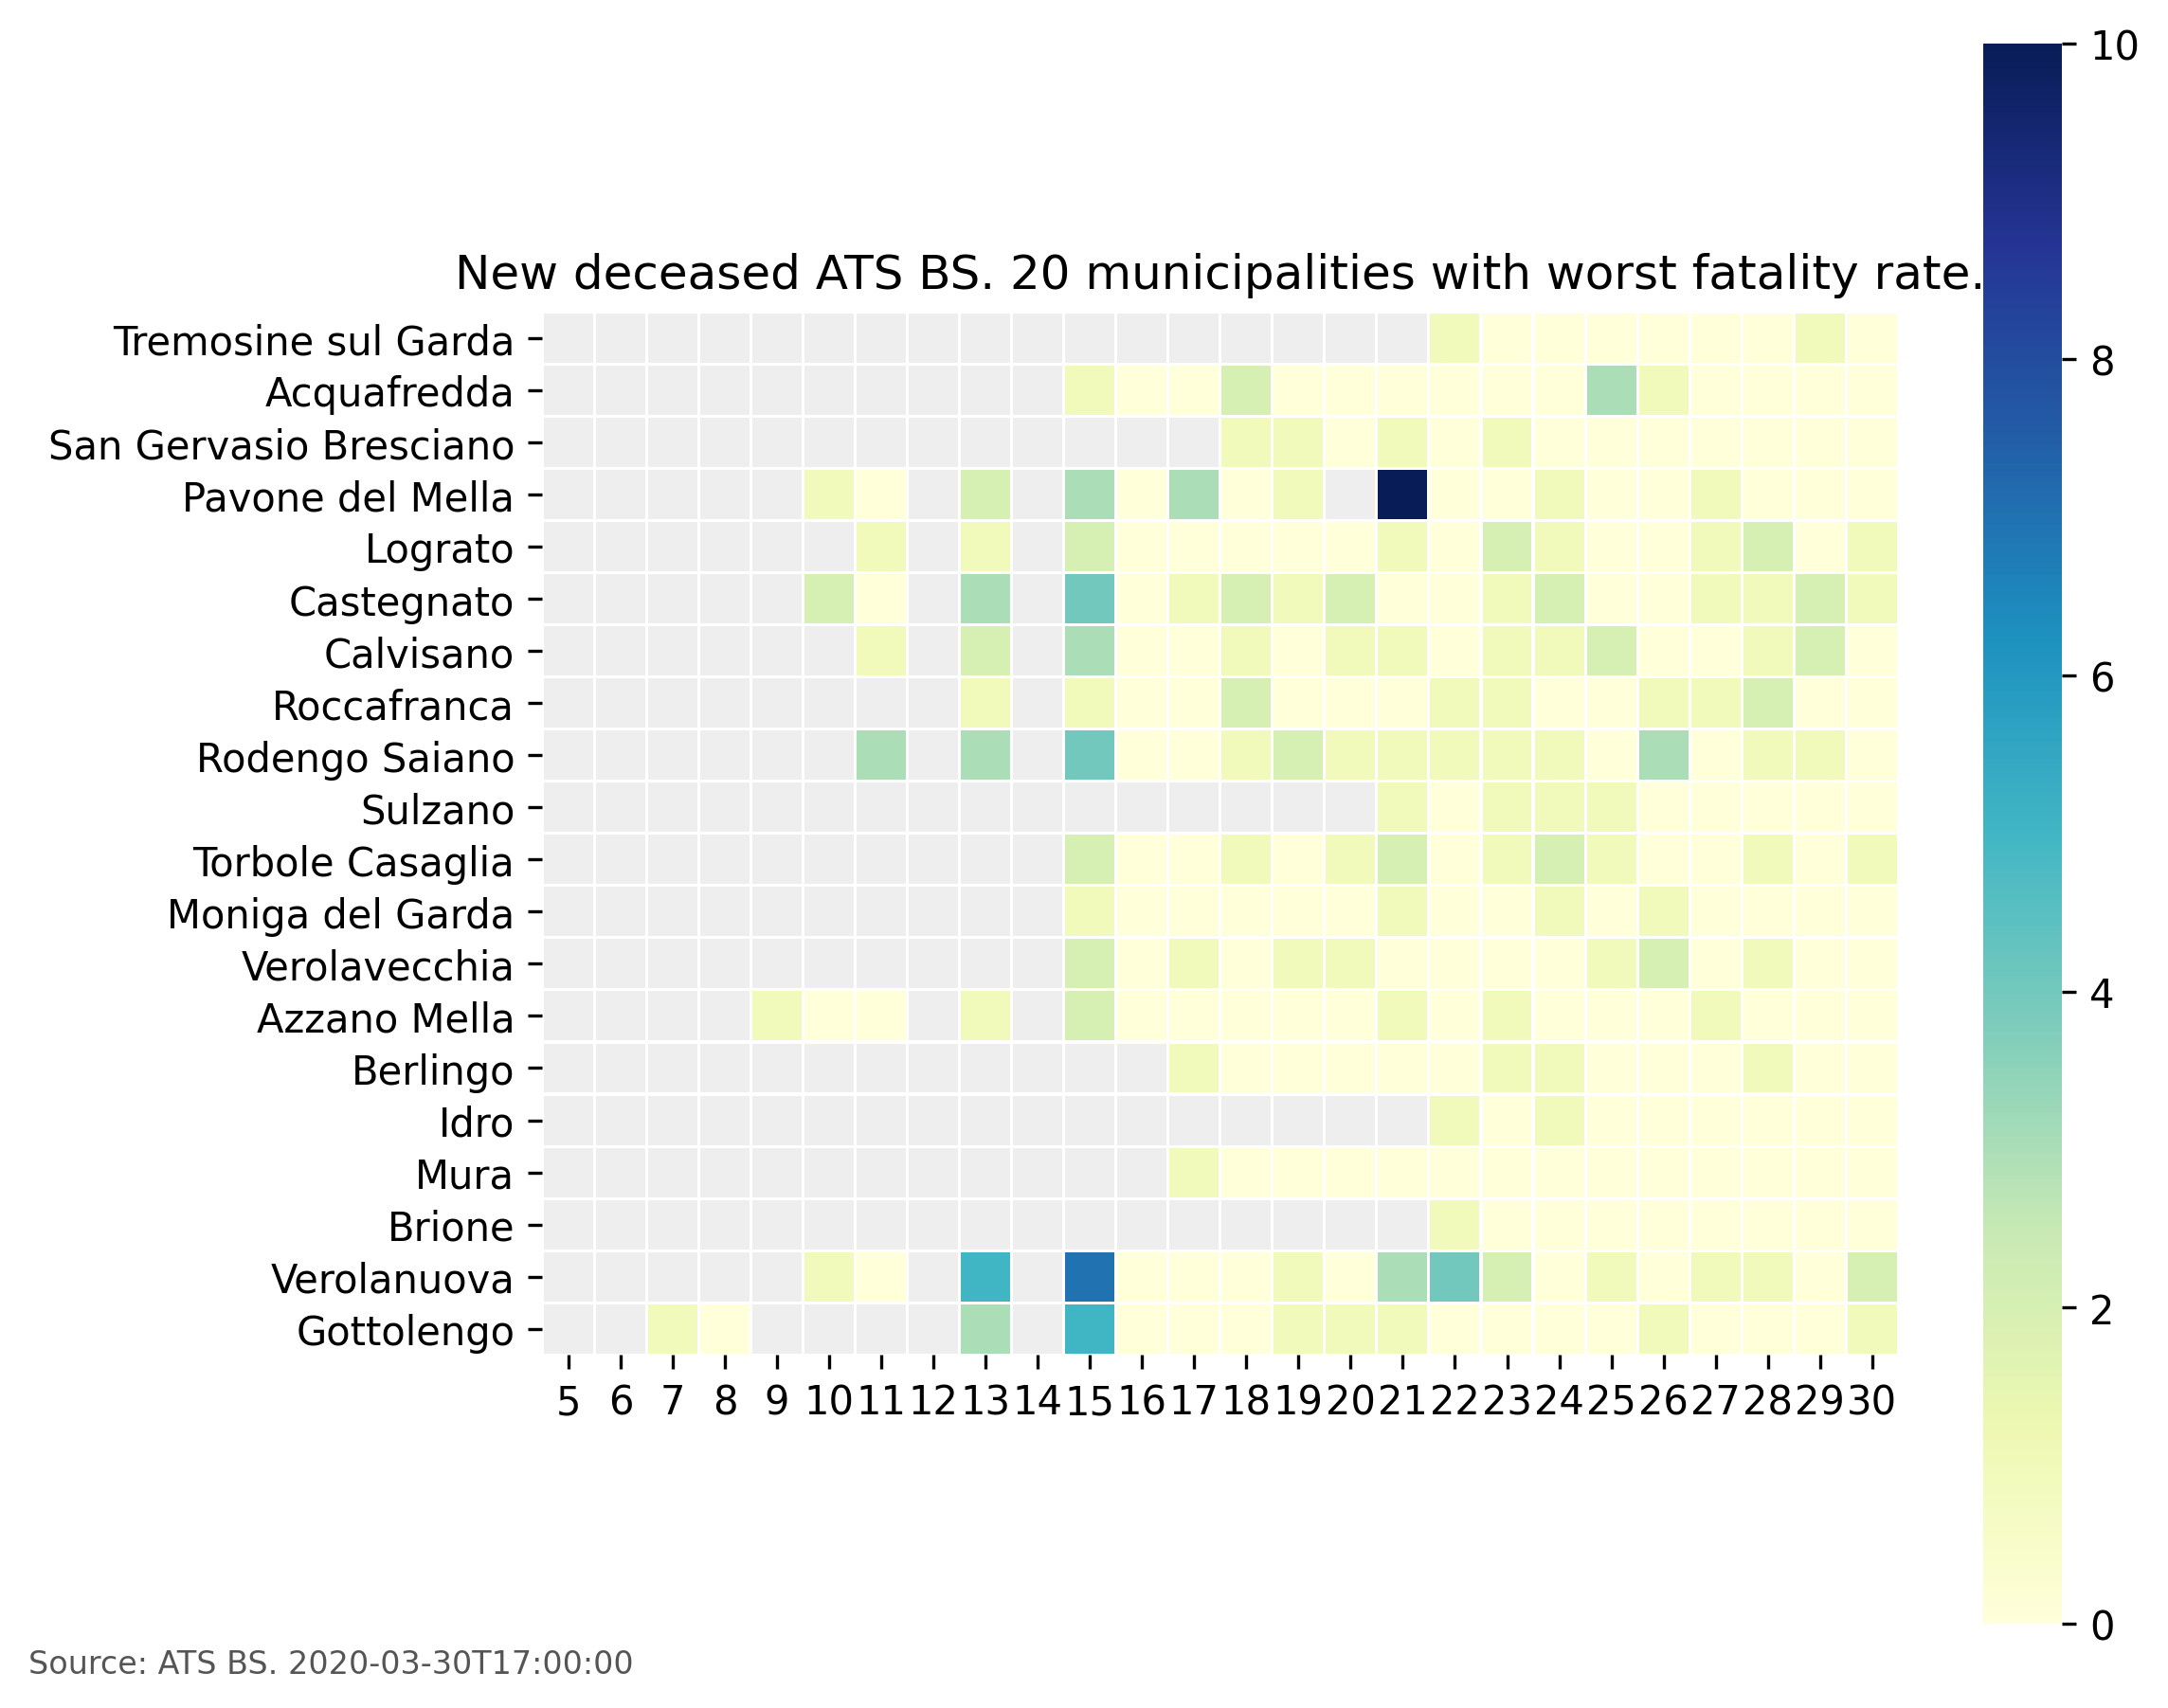 New deceased ATS BS. 20 municipalities with worst fatality rate.
Tremosine sul Garda
Acquafredda
San Gervasio Bresciano
Pavone del Mella
Lograto
Castegnato
Calvisano
Roccafranca
Rodengo Saiano
Sulzano
Torbole Casaglia
Moniga del Garda
Verolavecchia
Azzano Mella
Berlingo
Idro
Mura
Brione
Verolanuova
Gottolengo
5 6 7 8 9 10 11 12 13 14 15 16 17 18 19 20 21 22 23 24 25 26 27 28 29 30
10
8
6
4
2
0
Source: ATS BS. 2020-03-30T17:00:00